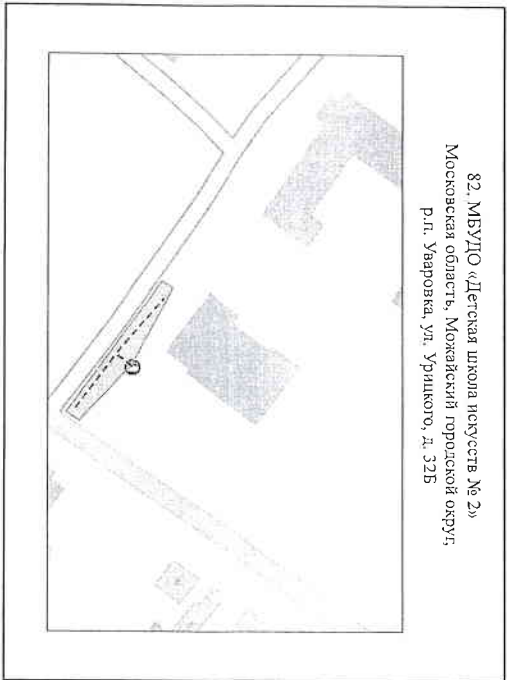 82. МБУДО «Детская школа искусств № 2»
Московская область, Можайский городской округ,
р.п. Уваровка, ул. Урицкого, д. 32Б